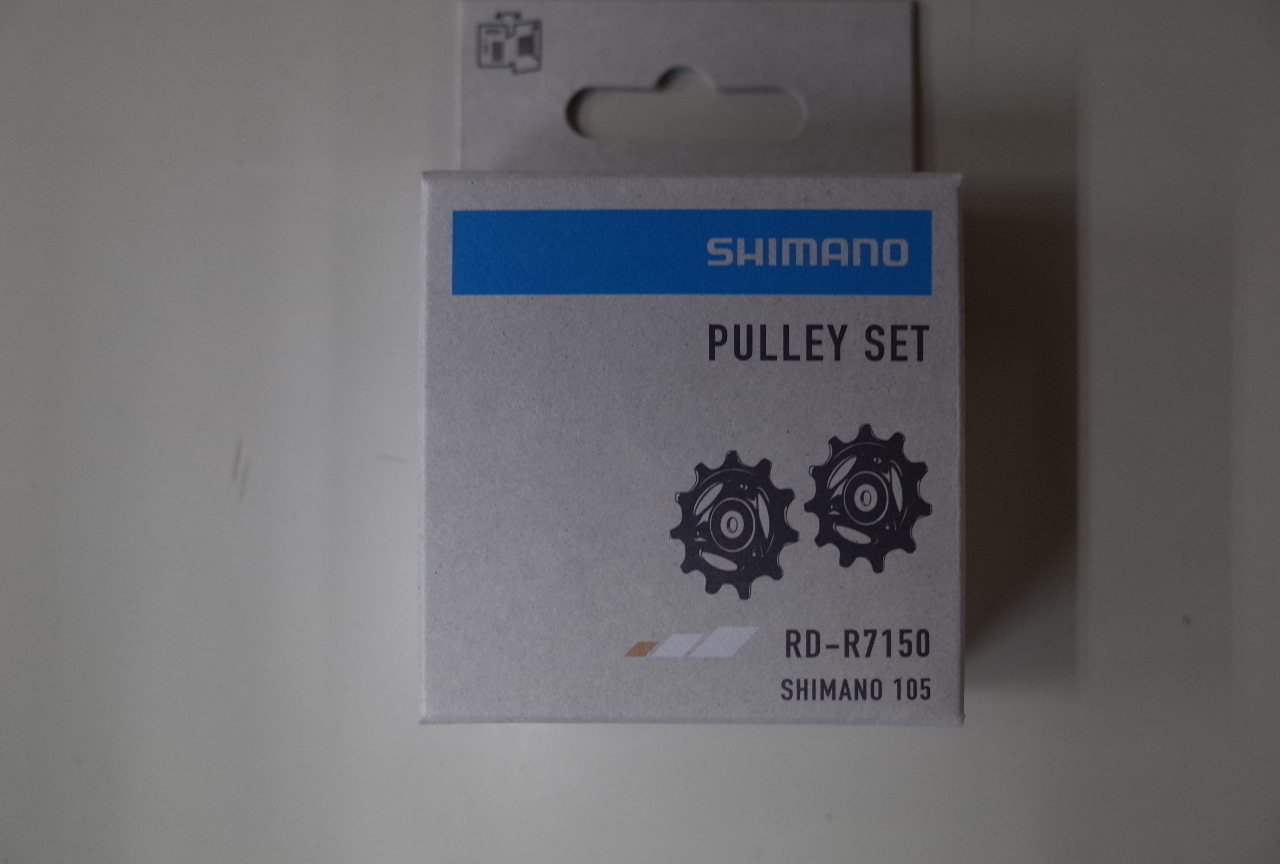 SHIMANO
PULLEY SET
RD-R7150
SHIMANO 105